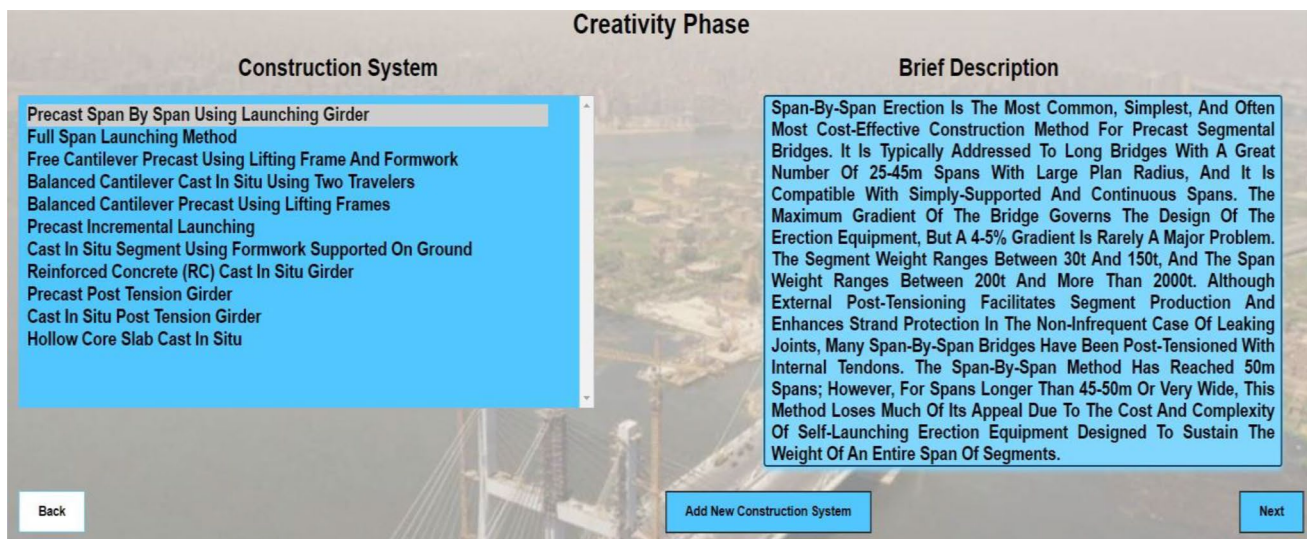 Creativity Phase
Construction System
Precast Span By Span Using Launching Girder
Full Span Launching Method
Free Cantilever Precast Using Lifting Frame And Formwork
Balanced Cantilever Cast In Situ Using Two Travelers
Balanced Cantilever Precast Using Lifting Frames
Precast Incremental Launching
Cast In Situ Segment Using Formwork Supported On Ground
Reinforced Concrete (RC) Cast In Situ Girder
Precast Post Tension Girder
Cast In Situ Post Tension Girder
Hollow Core Slab Cast In Situ
Brief Description
Span-By-Span Erection Is The Most Common, Simplest, And Often
Most Cost-Effective Construction Method For Precast Segmental
Bridges. It Is Typically Addressed To Long Bridges With A Great
Number Of 25-45m Spans With Large Plan Radius, And It Is
Compatible With Simply-Supported And Continuous Spans. The
Maximum Gradient Of The Bridge Governs The Design Of The
Erection Equipment, But A 4-5% Gradient Is Rarely A Major Problem.
The Segment Weight Ranges Between 30t And 150t, And The Span
Weight Ranges Between 200t And More Than 2000t. Although
External Post-Tensioning Facilitates Segment Production And
Enhances Strand Protection In The Non-Infrequent Case Of Leaking
Joints, Many Span-By-Span Bridges Have Been Post-Tensioned With
Internal Tendons. The Span-By-Span Method Has Reached 50m
Spans; However, For Spans Longer Than 45-50m Or Very Wide, This
Method Loses Much Of Its Appeal Due To The Cost And Complexity
Of Self-Launching Erection Equipment Designed To Sustain The
Weight Of An Entire Span Of Segments.
Back
Add New Construction System
Next